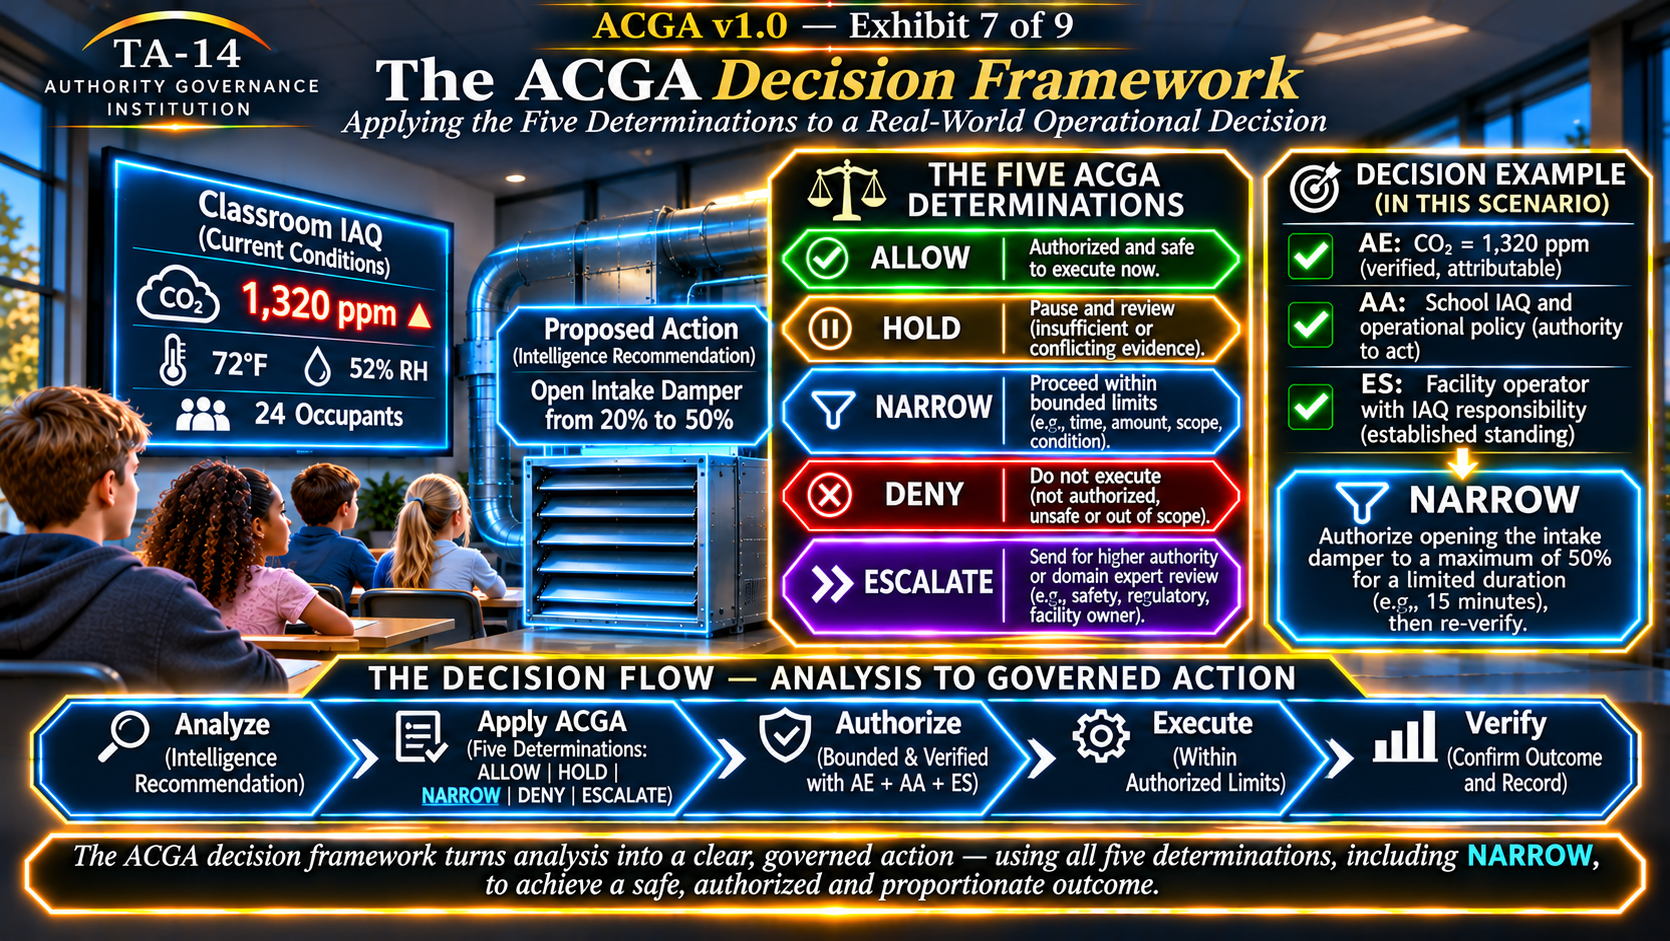 TA-14
AUTHORITY GOVERNANCE
INSTITUTION
ACGA v1.0 — Exhibit 7 of 9
The ACGA Decision Framework
Applying the Five Determinations to a Real-World Operational Decision
Classroom IAQ
(Current Conditions)
CO₂ 1,320 ppm ▲
72°F 52% RH
24 Occupants
Proposed Action
(Intelligence Recommendation)
Open Intake Damper
from 20% to 50%
THE FIVE ACGA
DETERMINATIONS
ALLOW
Authorized and safe
to execute now.
HOLD
Pause and review
(insufficient or
conflicting evidence).
NARROW
Proceed within
bounded limits
(e.g., time, amount, scope,
condition).
DENY
Do not execute
(not authorized,
unsafe or out of scope).
ESCALATE
Send for higher authority
or domain expert review
(e.g., safety, regulatory,
facility owner).
DECISION EXAMPLE
(IN THIS SCENARIO)
AE: CO₂ = 1,320 ppm
(verified, attributable)
AA: School IAQ and
operational policy (authority
to act)
ES: Facility operator
with IAQ responsibility
(established standing)
NARROW
Authorize opening the intake
damper to a maximum of 50%
for a limited duration
(e.g,, 15 minutes),
then re-verify.
THE DECISION FLOW — ANALYSIS TO GOVERNED ACTION
Analyze
(Intelligence
Recommendation)
Apply ACGA
(Five Determinations:
ALLOW | HOLD |
NARROW | DENY | ESCALATE)
Authorize
(Bounded & Verified
with AE + AA + ES)
Execute
(Within
Authorized Limits)
Verify
(Confirm Outcome
and Record)
The ACGA decision framework turns analysis into a clear, governed action — using all five determinations, including NARROW,
to achieve a safe, authorized and proportionate outcome.